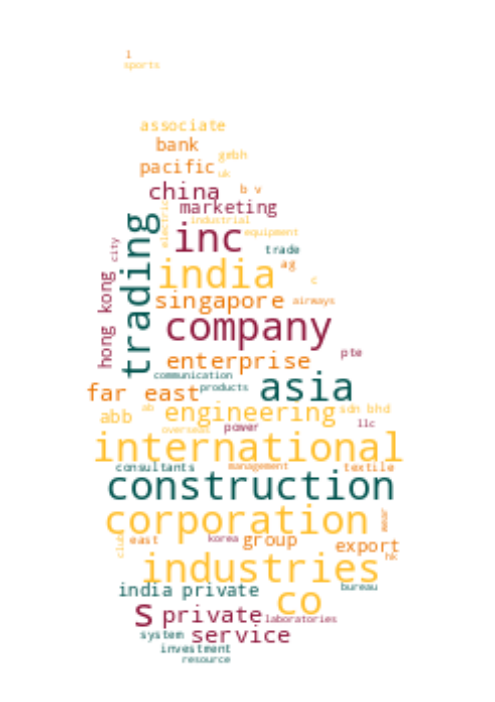 l
sports
associate
bank
gebh
pacific
uk
china
b v
marketing
electric
industrial
trading
inc
equipment
city
trade
india
ag
c
hong kong
singapore
airways
company
pte
enterprise
communication
asia
products
far east
abb
ab
engineering
sdn bhd
llc
overseas
power
international
consultants
management
textile
construction
corporation
near
club
east
korea
group
export
hk
industries
india private
bureau
co
s
private
laboratories
system
service
investment
resource